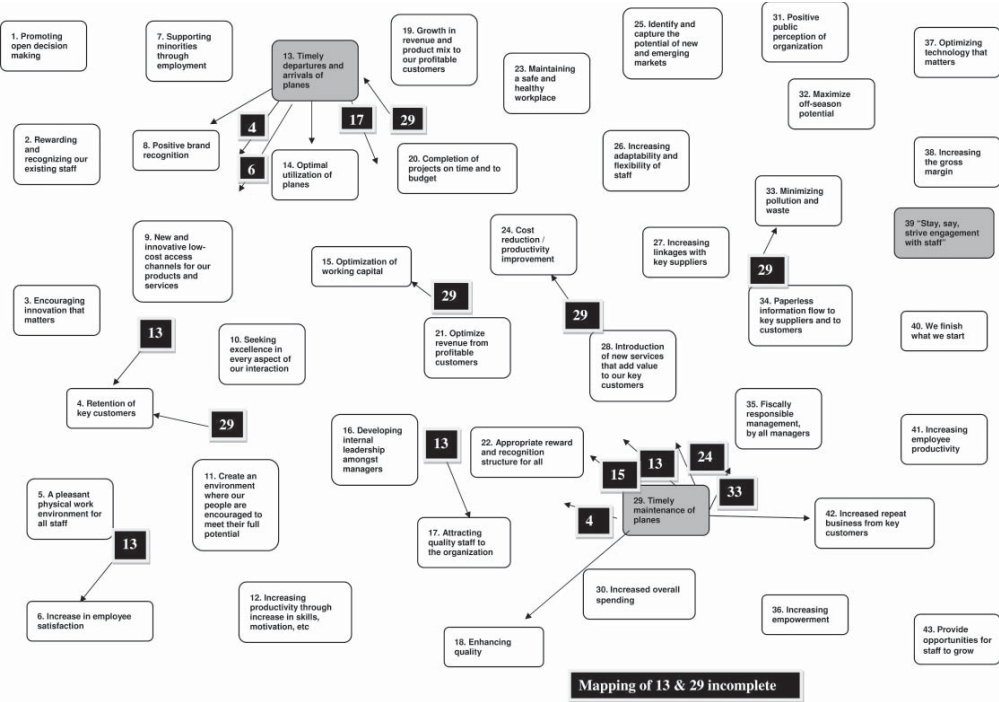 1. Promoting
open decision
making
7. Supporting
minorities
through
employment
13. Timely
departures and
arrivals of
planes
19. Growth in
revenue and
product mix to
our profitable
customers
25. Identify and
capture the
potential of new
and emerging
markets
31. Positive
public
perception of
organization
37. Optimizing
technology that
matters
23. Maintaining
a safe and
healthy
workplace
32. Maximize
off-season
potential
4
17
29
6
2. Rewarding
and
recognizing our
existing staff
8. Positive brand
recognition
14. Optimal
utilization of
planes
20. Completion of
projects on time and to
budget
26. Increasing
adaptability and
flexibility of
staff
38. Increasing
the gross
margin
33. Minimizing
pollution and
waste
39 “Stay, say,
strive engagement
with staff”
9. New and
innovative low-
cost access
channels for our
products and
services
15. Optimization of
working capital
24. Cost
reduction /
productivity
improvement
27. Increasing
linkages with
key suppliers
29
29
29
3. Encouraging
innovation that
matters
13
10. Seeking
excellence in
every aspect of
our interaction
21. Optimize
revenue from
profitable
customers
28. Introduction
of new services
that add value
to our key
customers
34. Paperless
information flow to
key suppliers and to
customers
40. We finish
what we start
4. Retention of
key customers
29
16. Developing
internal
leadership
amongst
managers
13
22. Appropriate reward
and recognition
structure for all
35. Fiscally
responsible
management,
by all managers
41. Increasing
employee
productivity
15
13
24
33
4
5. A pleasant
physical work
environment for
all staff
13
11. Create an
environment
where our
people are
encouraged to
meet their full
potential
17. Attracting
quality staff to
the organization
29. Timely
maintenance of
planes
42. Increased repeat
business from key
customers
6. Increase in employee
satisfaction
12. Increasing
productivity through
increase in skills,
motivation, etc
18. Enhancing
quality
30. Increased overall
spending
36. Increasing
empowerment
43. Provide
opportunities for
staff to grow
Mapping of 13 & 29 incomplete